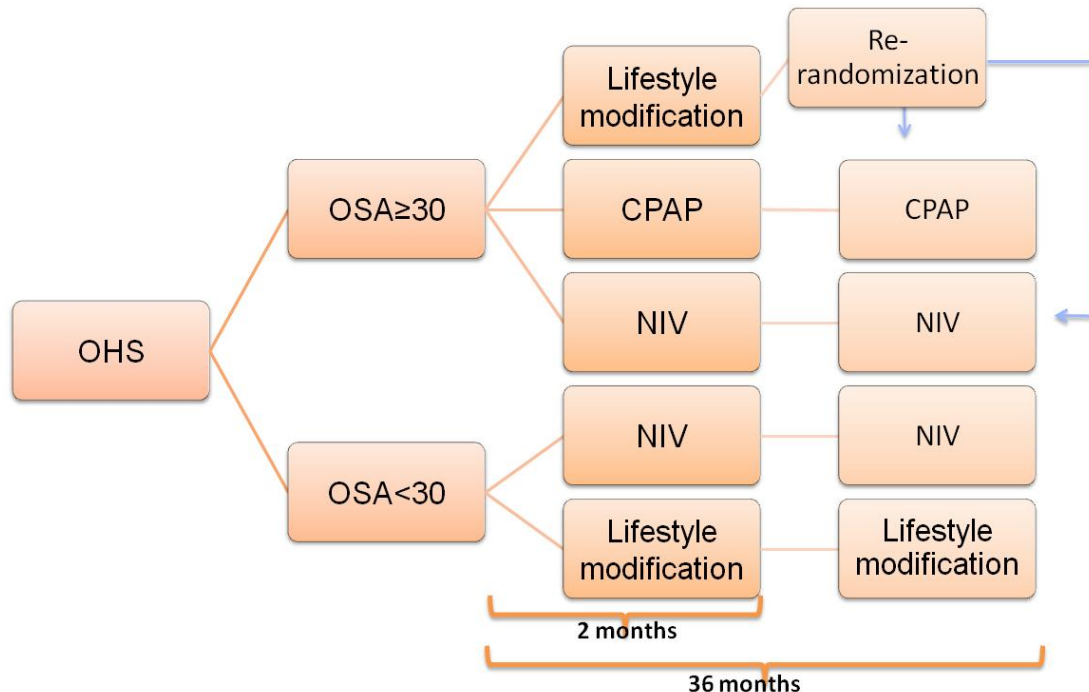 Re-
randomization
Lifestyle
modification
OSA≥30
CPAP
CPAP
NIV
NIV
OHS
NIV
NIV
OSA<30
Lifestyle
modification
Lifestyle
modification
2 months
36 months